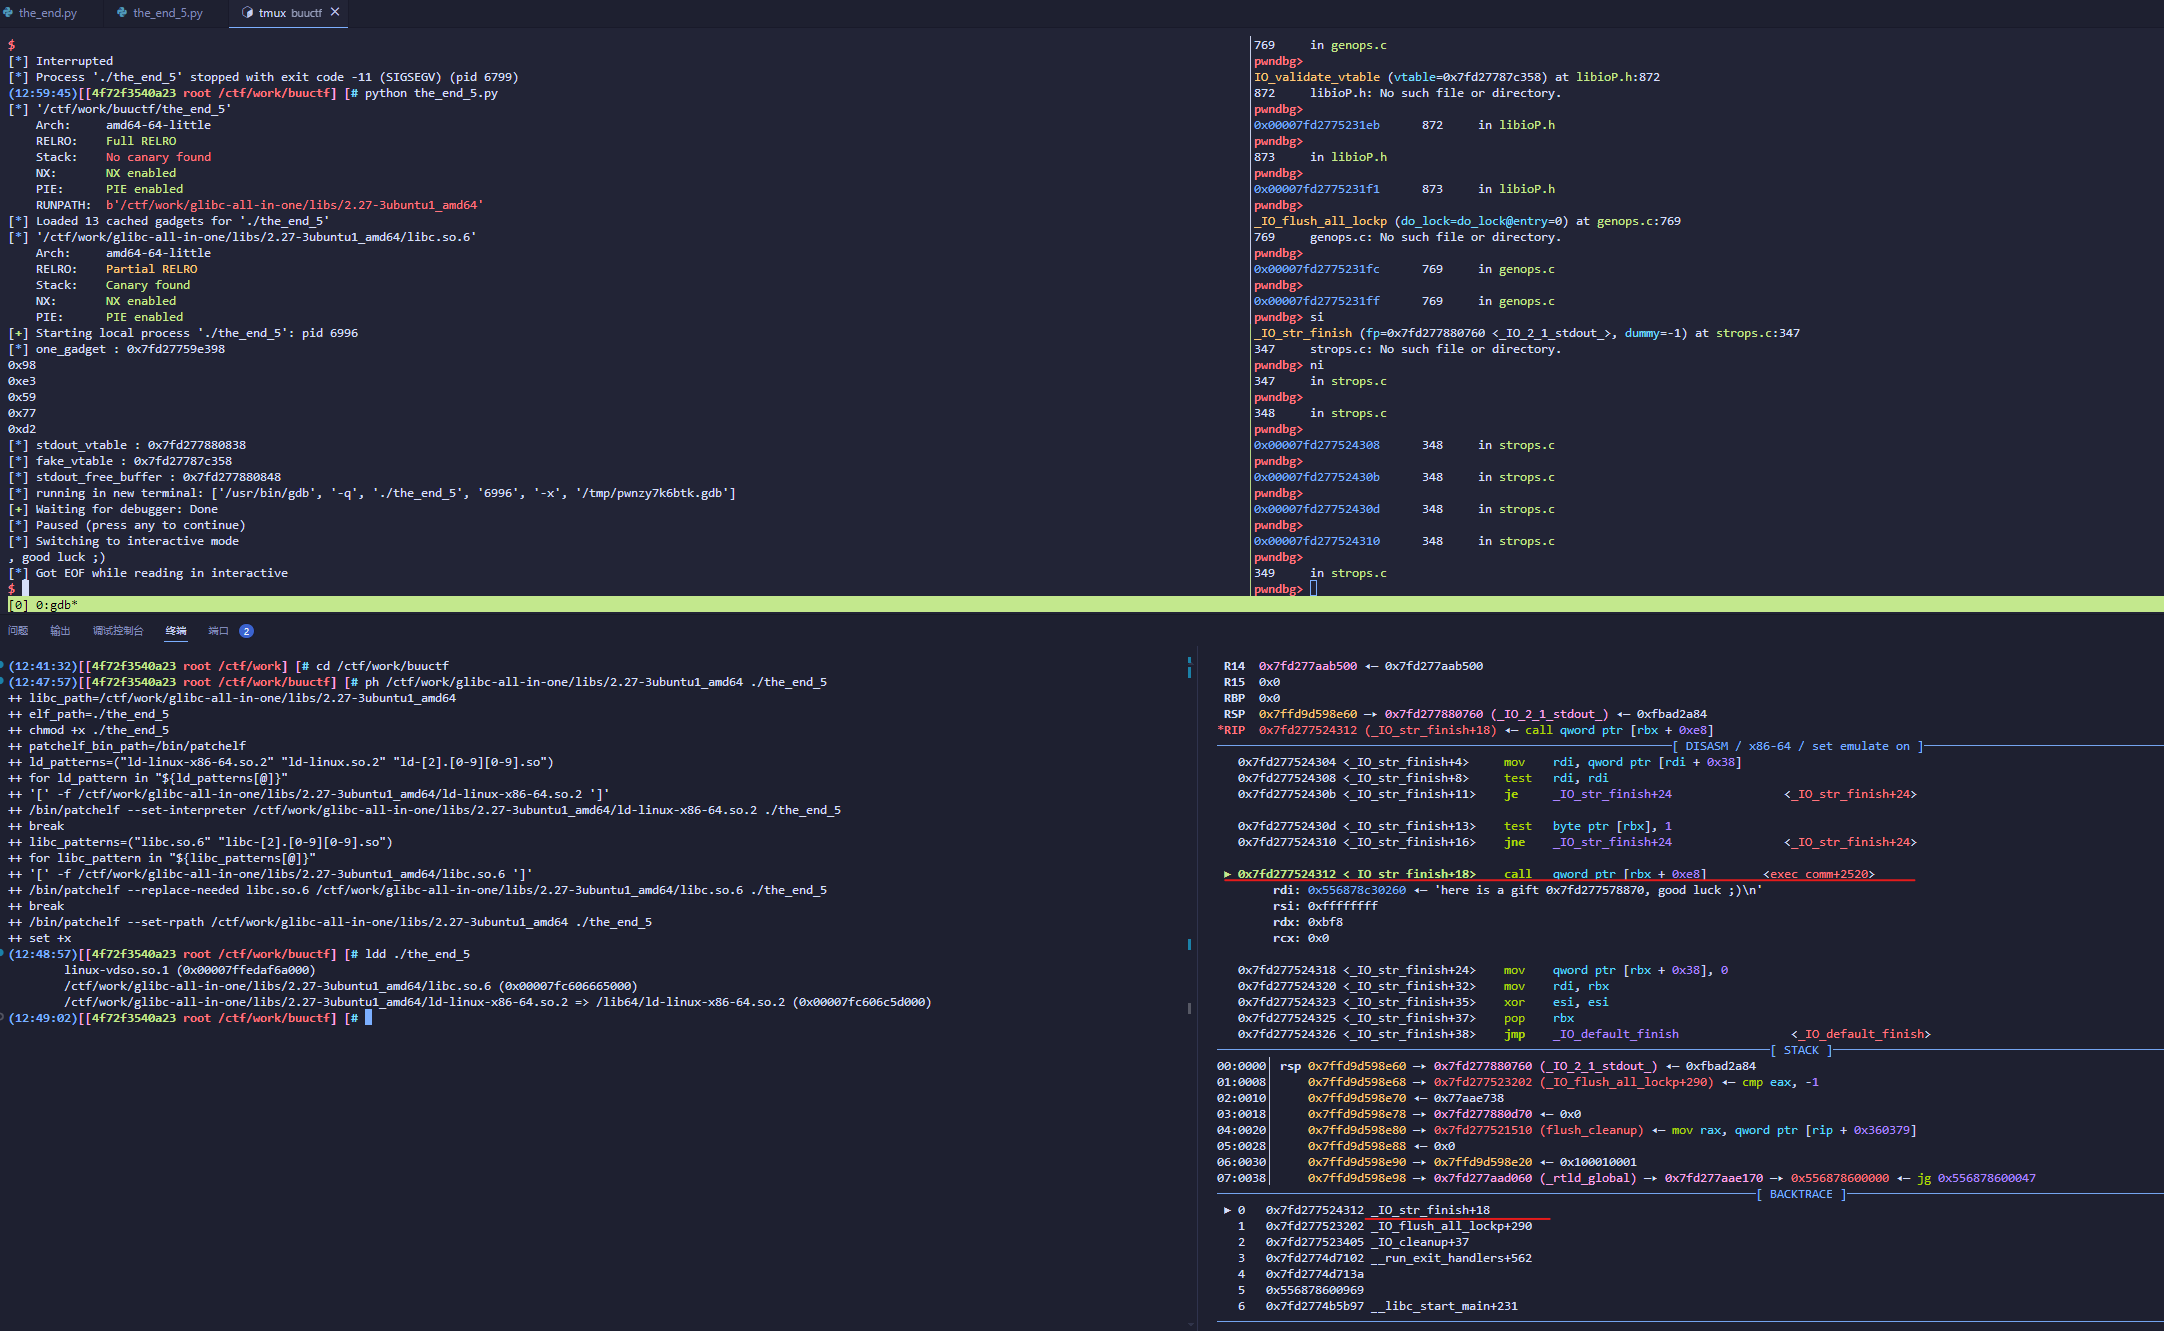 the_end.py    the_end_5.py    tmux buuctf ×
$
[*] Interrupted
[*] Process './the_end_5' stopped with exit code -11 (SIGSEGV) (pid 6799)
(12:59:45)[[4f72f3540a23 root /ctf/work/buuctf] [# python the_end_5.py
[*] '/ctf/work/buuctf/the_end_5'
    Arch:     amd64-64-little
    RELRO:    Full RELRO
    Stack:    No canary found
    NX:       NX enabled
    PIE:      PIE enabled
    RUNPATH:  b'/ctf/work/glibc-all-in-one/libs/2.27-3ubuntu1_amd64'
[*] Loaded 13 cached gadgets for './the_end_5'
[*] '/ctf/work/glibc-all-in-one/libs/2.27-3ubuntu1_amd64/libc.so.6'
    Arch:     amd64-64-little
    RELRO:    Partial RELRO
    Stack:    Canary found
    NX:       NX enabled
    PIE:      PIE enabled
[+] Starting local process './the_end_5': pid 6996
[*] one_gadget : 0x7fd27759e398
0x98
0xe3
0x59
0x77
0xd2
[*] stdout_vtable : 0x7fd277880838
[*] fake_vtable : 0x7fd27787c358
[*] stdout_free_buffer : 0x7fd277880848
[*] running in new terminal: ['/usr/bin/gdb', '-q', './the_end_5', '6996', '-x', '/tmp/pwnzy7k6btk.gdb']
[+] Waiting for debugger: Done
[*] Paused (press any to continue)
[*] Switching to interactive mode
, good luck ;)
[*] Got EOF while reading in interactive
$
769     in genops.c
pwndbg>
IO_validate_vtable (vtable=0x7fd27787c358) at libioP.h:872
872     libioP.h: No such file or directory.
pwndbg>
0x00007fd2775231eb      872     in libioP.h
pwndbg>
873     in libioP.h
pwndbg>
0x00007fd2775231f1      873     in libioP.h
pwndbg>
_IO_flush_all_lockp (do_lock=do_lock@entry=0) at genops.c:769
769     genops.c: No such file or directory.
pwndbg>
0x00007fd2775231fc      769     in genops.c
pwndbg>
0x00007fd2775231ff      769     in genops.c
pwndbg> si
_IO_str_finish (fp=0x7fd277880760 <_IO_2_1_stdout_>, dummy=-1) at strops.c:347
347     strops.c: No such file or directory.
pwndbg> ni
347     in strops.c
pwndbg>
348     in strops.c
pwndbg>
0x00007fd277524308      348     in strops.c
pwndbg>
0x00007fd27752430b      348     in strops.c
pwndbg>
0x00007fd27752430d      348     in strops.c
pwndbg>
0x00007fd277524310      348     in strops.c
pwndbg>
349     in strops.c
pwndbg>
[0] 0:gdb*
问题    输出    调试控制台    终端    端口 2
(12:41:32)[[4f72f3540a23 root /ctf/work] [# cd /ctf/work/buuctf
(12:47:57)[[4f72f3540a23 root /ctf/work/buuctf] [# ph /ctf/work/glibc-all-in-one/libs/2.27-3ubuntu1_amd64 ./the_end_5
++ libc_path=/ctf/work/glibc-all-in-one/libs/2.27-3ubuntu1_amd64
++ elf_path=./the_end_5
++ chmod +x ./the_end_5
++ patchelf_bin_path=/bin/patchelf
++ ld_patterns=("ld-linux-x86-64.so.2" "ld-linux.so.2" "ld-[2].[0-9][0-9].so")
++ for ld_pattern in "${ld_patterns[@]}"
++ '[' -f /ctf/work/glibc-all-in-one/libs/2.27-3ubuntu1_amd64/ld-linux-x86-64.so.2 ']'
++ /bin/patchelf --set-interpreter /ctf/work/glibc-all-in-one/libs/2.27-3ubuntu1_amd64/ld-linux-x86-64.so.2 ./the_end_5
++ break
++ libc_patterns=("libc.so.6" "libc-[2].[0-9][0-9].so")
++ for libc_pattern in "${libc_patterns[@]}"
++ '[' -f /ctf/work/glibc-all-in-one/libs/2.27-3ubuntu1_amd64/libc.so.6 ']'
++ /bin/patchelf --replace-needed libc.so.6 /ctf/work/glibc-all-in-one/libs/2.27-3ubuntu1_amd64/libc.so.6 ./the_end_5
++ break
++ /bin/patchelf --set-rpath /ctf/work/glibc-all-in-one/libs/2.27-3ubuntu1_amd64 ./the_end_5
++ set +x
(12:48:57)[[4f72f3540a23 root /ctf/work/buuctf] [# ldd ./the_end_5
        linux-vdso.so.1 (0x00007ffedaf6a000)
        /ctf/work/glibc-all-in-one/libs/2.27-3ubuntu1_amd64/libc.so.6 (0x00007fc606665000)
        /ctf/work/glibc-all-in-one/libs/2.27-3ubuntu1_amd64/ld-linux-x86-64.so.2 => /lib64/ld-linux-x86-64.so.2 (0x00007fc606c5d000)
(12:49:02)[[4f72f3540a23 root /ctf/work/buuctf] [#
 R14  0x7fd277aab500 ◂— 0x7fd277aab500
 R15  0x0
 RBP  0x0
 RSP  0x7ffd9d598e60 —▸ 0x7fd277880760 (_IO_2_1_stdout_) ◂— 0xfbad2a84
*RIP  0x7fd277524312 (_IO_str_finish+18) ◂— call qword ptr [rbx + 0xe8]
[ DISASM / x86-64 / set emulate on ]
   0x7fd277524304 <_IO_str_finish+4>     mov    rdi, qword ptr [rdi + 0x38]
   0x7fd277524308 <_IO_str_finish+8>     test   rdi, rdi
   0x7fd27752430b <_IO_str_finish+11>    je     _IO_str_finish+24                <_IO_str_finish+24>
   0x7fd27752430d <_IO_str_finish+13>    test   byte ptr [rbx], 1
   0x7fd277524310 <_IO_str_finish+16>    jne    _IO_str_finish+24                <_IO_str_finish+24>
 ► 0x7fd277524312 <_IO_str_finish+18>    call   qword ptr [rbx + 0xe8]        <exec_comm+2520>
        rdi: 0x556878c30260 ◂— 'here is a gift 0x7fd277578870, good luck ;)\n'
        rsi: 0xffffffff
        rdx: 0xbf8
        rcx: 0x0
   0x7fd277524318 <_IO_str_finish+24>    mov    qword ptr [rbx + 0x38], 0
   0x7fd277524320 <_IO_str_finish+32>    mov    rdi, rbx
   0x7fd277524323 <_IO_str_finish+35>    xor    esi, esi
   0x7fd277524325 <_IO_str_finish+37>    pop    rbx
   0x7fd277524326 <_IO_str_finish+38>    jmp    _IO_default_finish                <_IO_default_finish>
[ STACK ]
00:0000│ rsp 0x7ffd9d598e60 —▸ 0x7fd277880760 (_IO_2_1_stdout_) ◂— 0xfbad2a84
01:0008│     0x7ffd9d598e68 —▸ 0x7fd277523202 (_IO_flush_all_lockp+290) ◂— cmp eax, -1
02:0010│     0x7ffd9d598e70 ◂— 0x77aae738
03:0018│     0x7ffd9d598e78 —▸ 0x7fd277880d70 ◂— 0x0
04:0020│     0x7ffd9d598e80 —▸ 0x7fd277521510 (flush_cleanup) ◂— mov rax, qword ptr [rip + 0x360379]
05:0028│     0x7ffd9d598e88 ◂— 0x0
06:0030│     0x7ffd9d598e90 —▸ 0x7ffd9d598e20 ◂— 0x100010001
07:0038│     0x7ffd9d598e98 —▸ 0x7fd277aad060 (_rtld_global) —▸ 0x7fd277aae170 —▸ 0x556878600000 ◂— jg 0x556878600047
[ BACKTRACE ]
 ► 0   0x7fd277524312 _IO_str_finish+18
   1   0x7fd277523202 _IO_flush_all_lockp+290
   2   0x7fd277523405 _IO_cleanup+37
   3   0x7fd2774d7102 __run_exit_handlers+562
   4   0x7fd2774d713a
   5   0x556878600969
   6   0x7fd2774b5b97 __libc_start_main+231